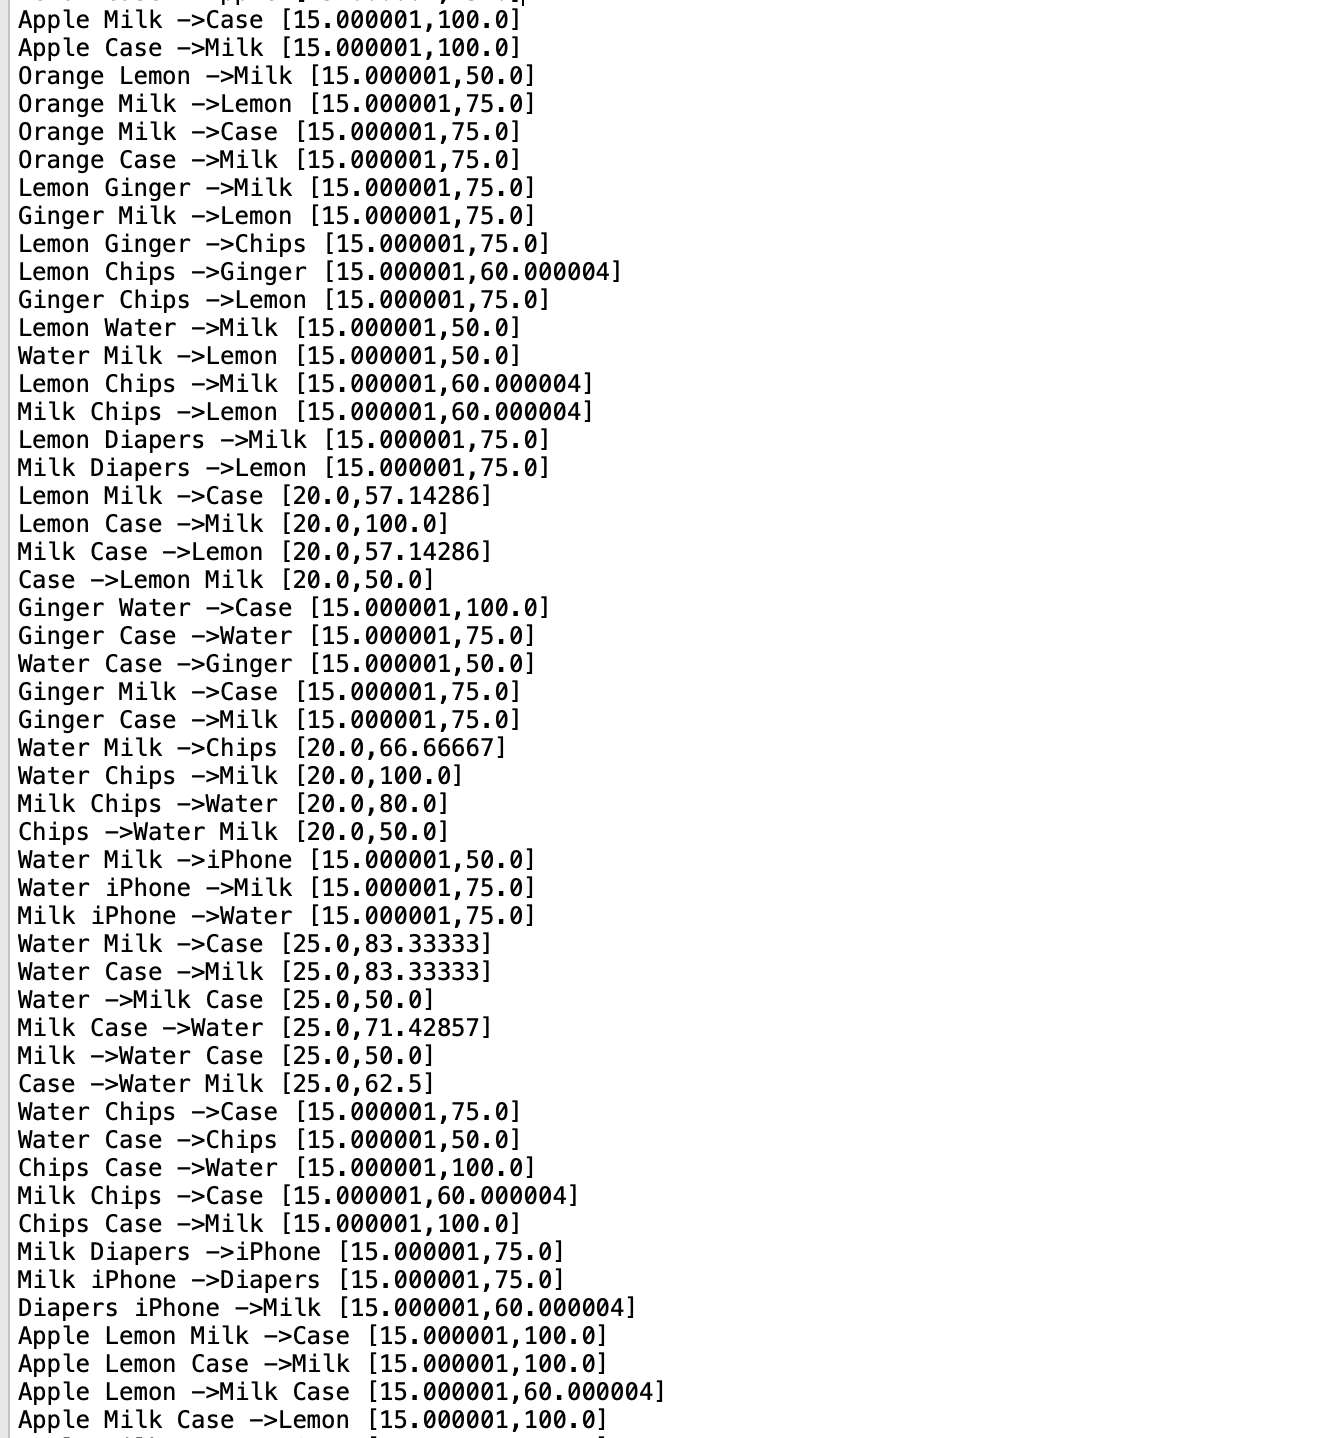 Apple Milk ->Case [15.000001,100.0]
Apple Case ->Milk [15.000001,100.0]
Orange Lemon ->Milk [15.000001,50.0]
Orange Milk ->Lemon [15.000001,75.0]
Orange Milk ->Case [15.000001,75.0]
Orange Case ->Milk [15.000001,75.0]
Lemon Ginger ->Milk [15.000001,75.0]
Ginger Milk ->Lemon [15.000001,75.0]
Lemon Ginger ->Chips [15.000001,75.0]
Lemon Chips ->Ginger [15.000001,60.000004]
Ginger Chips ->Lemon [15.000001,75.0]
Lemon Water ->Milk [15.000001,50.0]
Water Milk ->Lemon [15.000001,50.0]
Lemon Chips ->Milk [15.000001,60.000004]
Milk Chips ->Lemon [15.000001,60.000004]
Lemon Diapers ->Milk [15.000001,75.0]
Milk Diapers ->Lemon [15.000001,75.0]
Lemon Milk ->Case [20.0,57.14286]
Lemon Case ->Milk [20.0,100.0]
Milk Case ->Lemon [20.0,57.14286]
Case ->Lemon Milk [20.0,50.0]
Ginger Water ->Case [15.000001,100.0]
Ginger Case ->Water [15.000001,75.0]
Water Case ->Ginger [15.000001,50.0]
Ginger Milk ->Case [15.000001,75.0]
Ginger Case ->Milk [15.000001,75.0]
Water Milk ->Chips [20.0,66.66667]
Water Chips ->Milk [20.0,100.0]
Milk Chips ->Water [20.0,80.0]
Chips ->Water Milk [20.0,50.0]
Water Milk ->iPhone [15.000001,50.0]
Water iPhone ->Milk [15.000001,75.0]
Milk iPhone ->Water [15.000001,75.0]
Water Milk ->Case [25.0,83.33333]
Water Case ->Milk [25.0,83.33333]
Water ->Milk Case [25.0,50.0]
Milk Case ->Water [25.0,71.42857]
Milk ->Water Case [25.0,50.0]
Case ->Water Milk [25.0,62.5]
Water Chips ->Case [15.000001,75.0]
Water Case ->Chips [15.000001,50.0]
Chips Case ->Water [15.000001,100.0]
Milk Chips ->Case [15.000001,60.000004]
Chips Case ->Milk [15.000001,100.0]
Milk Diapers ->iPhone [15.000001,75.0]
Milk iPhone ->Diapers [15.000001,75.0]
Diapers iPhone ->Milk [15.000001,60.000004]
Apple Lemon Milk ->Case [15.000001,100.0]
Apple Lemon Case ->Milk [15.000001,100.0]
Apple Lemon ->Milk Case [15.000001,60.000004]
Apple Milk Case ->Lemon [15.000001,100.0]